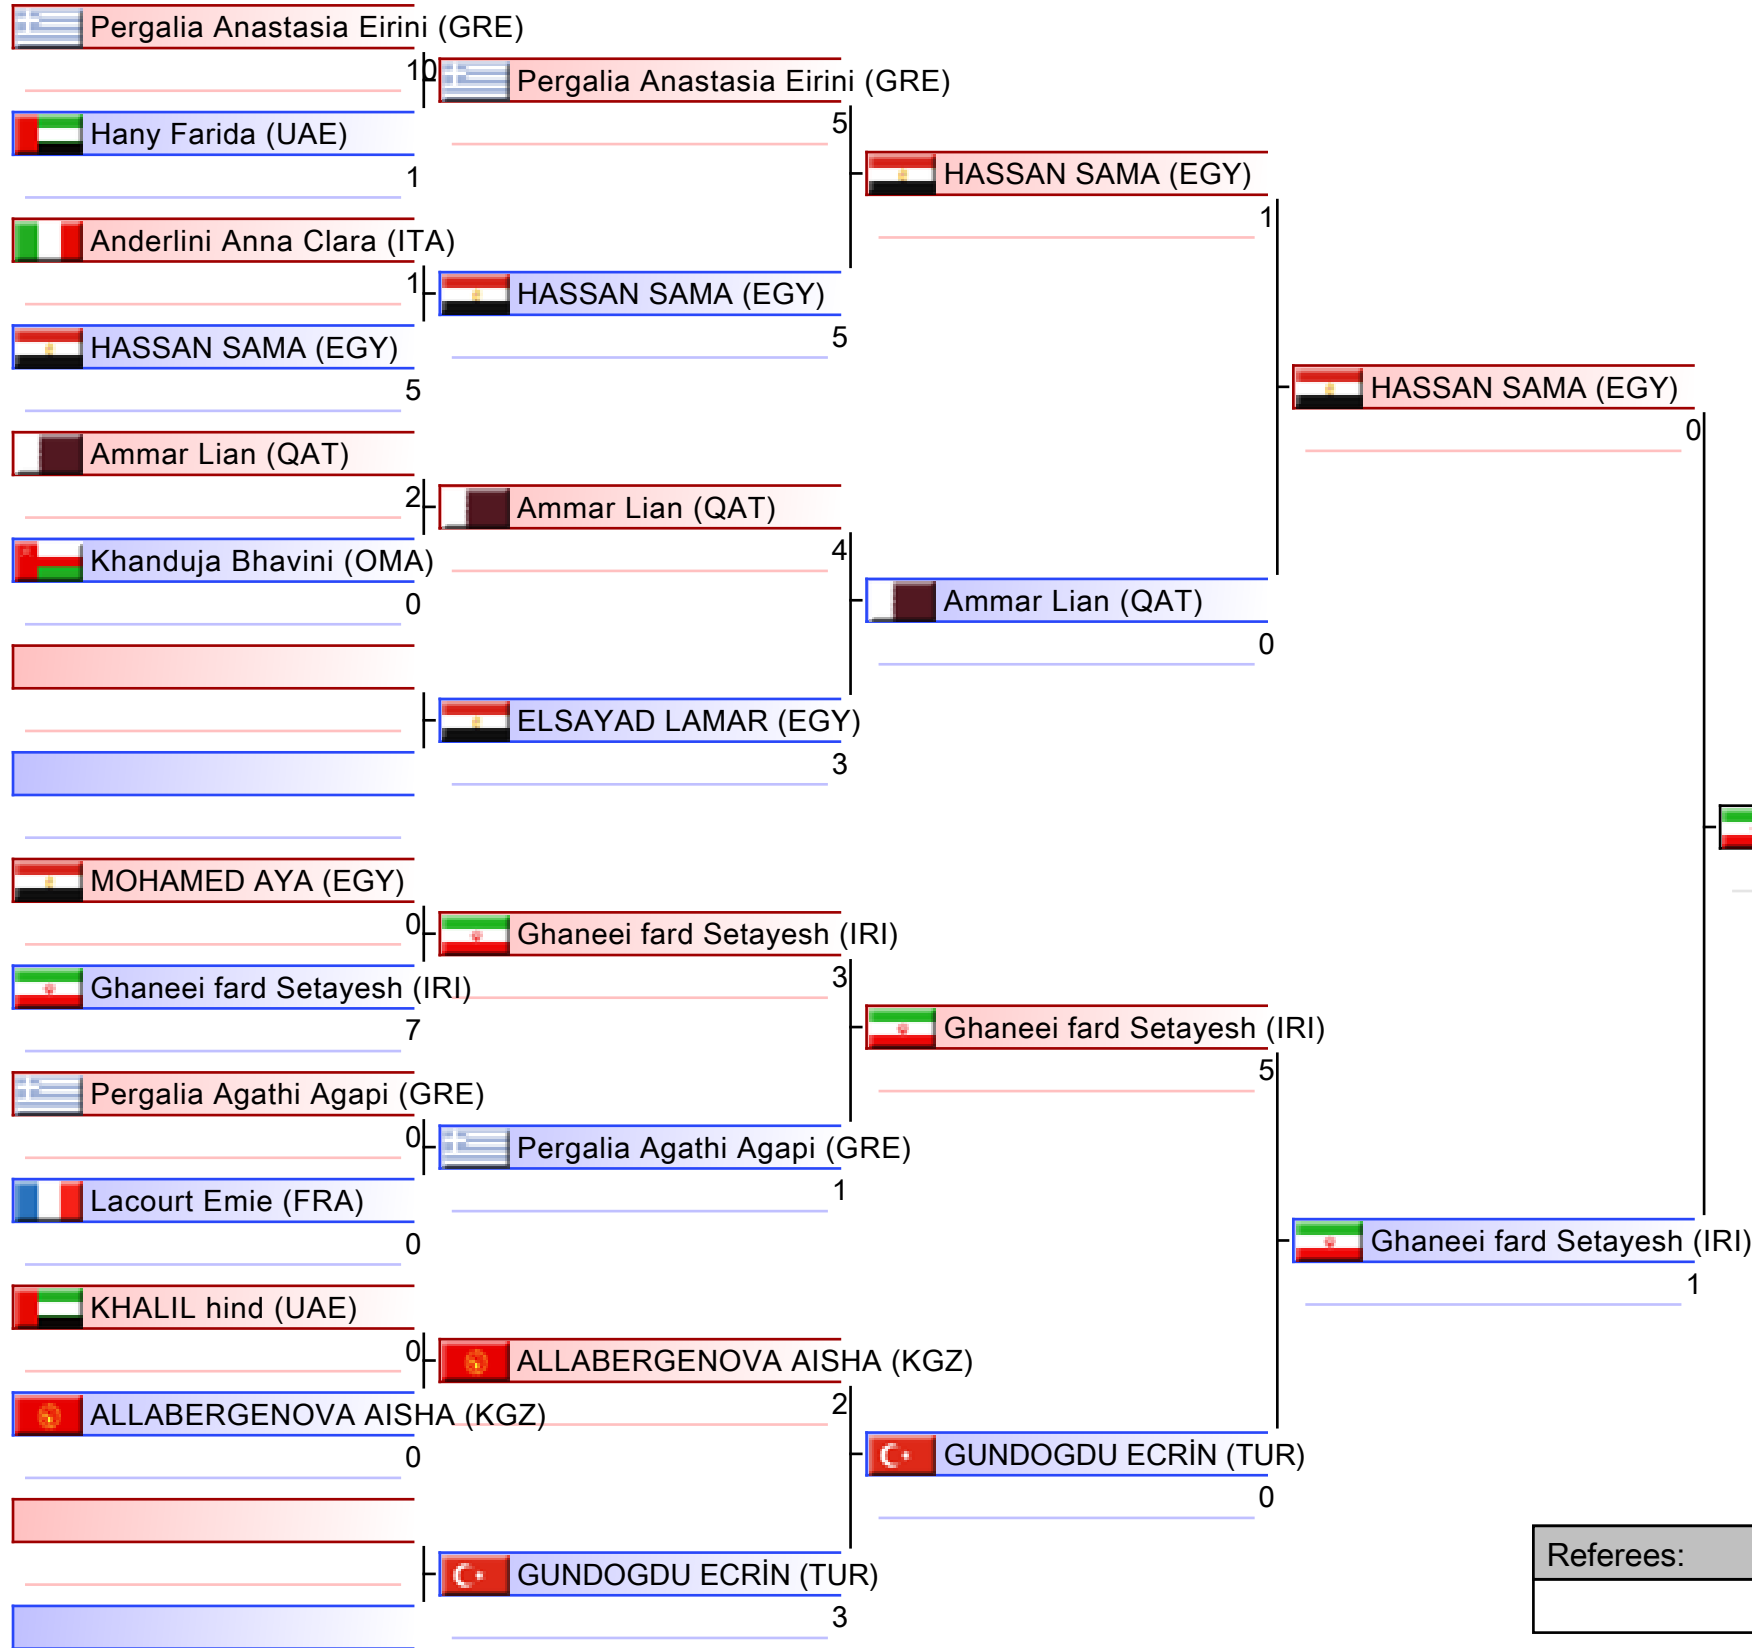 Pergalia Anastasia Eirini (GRE)
10
Hany Farida (UAE)
1
Anderlini Anna Clara (ITA)
1
HASSAN SAMA (EGY)
5
Ammar Lian (QAT)
2
Khanduja Bhavini (OMA)
0
MOHAMED AYA (EGY)
0
Ghaneei fard Setayesh (IRI)
7
Pergalia Agathi Agapi (GRE)
0
Lacourt Emie (FRA)
0
KHALIL hind (UAE)
0
ALLABERGENOVA AISHA (KGZ)
0
Pergalia Anastasia Eirini (GRE)
5
HASSAN SAMA (EGY)
5
Ammar Lian (QAT)
4
ELSAYAD LAMAR (EGY)
3
Ghaneei fard Setayesh (IRI)
3
Pergalia Agathi Agapi (GRE)
1
ALLABERGENOVA AISHA (KGZ)
2
GUNDOGDU ECRİN (TUR)
3
HASSAN SAMA (EGY)
1
Ammar Lian (QAT)
0
Ghaneei fard Setayesh (IRI)
5
GUNDOGDU ECRİN (TUR)
0
HASSAN SAMA (EGY)
0
Ghaneei fard Setayesh (IRI)
1
Referees: